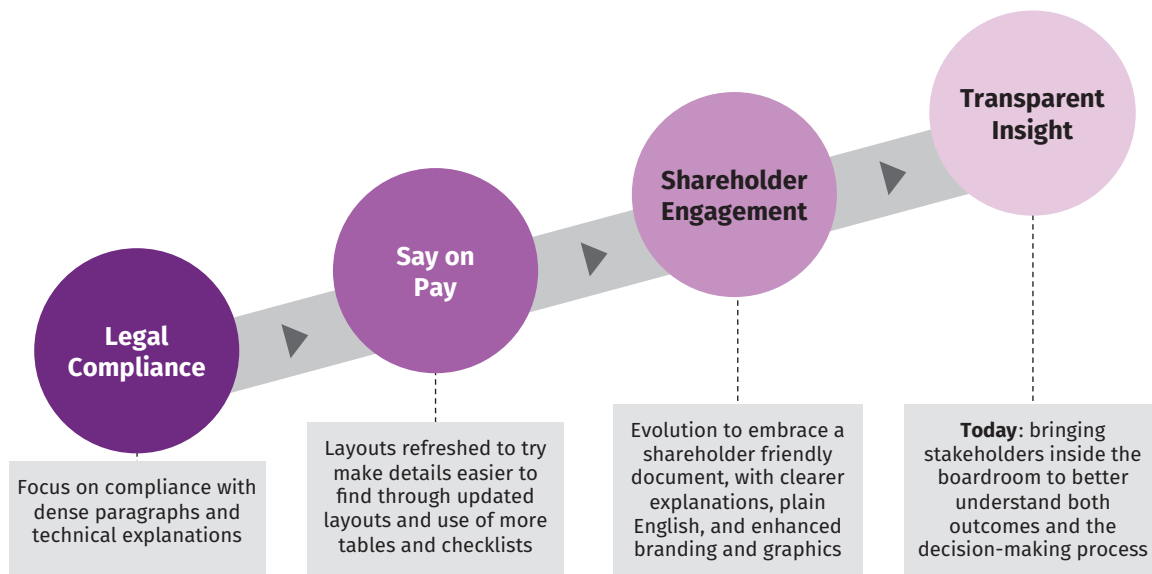 Legal
Compliance
Focus on compliance with
dense paragraphs and
technical explanations
Say on
Pay
Layouts refreshed to try
make details easier to
find through updated
layouts and use of more
tables and checklists
Shareholder
Engagement
Evolution to embrace a
shareholder friendly
document, with clearer
explanations, plain
English, and enhanced
branding and graphics
Transparent
Insight
Today: bringing
stakeholders inside the
boardroom to better
understand both
outcomes and the
decision-making process